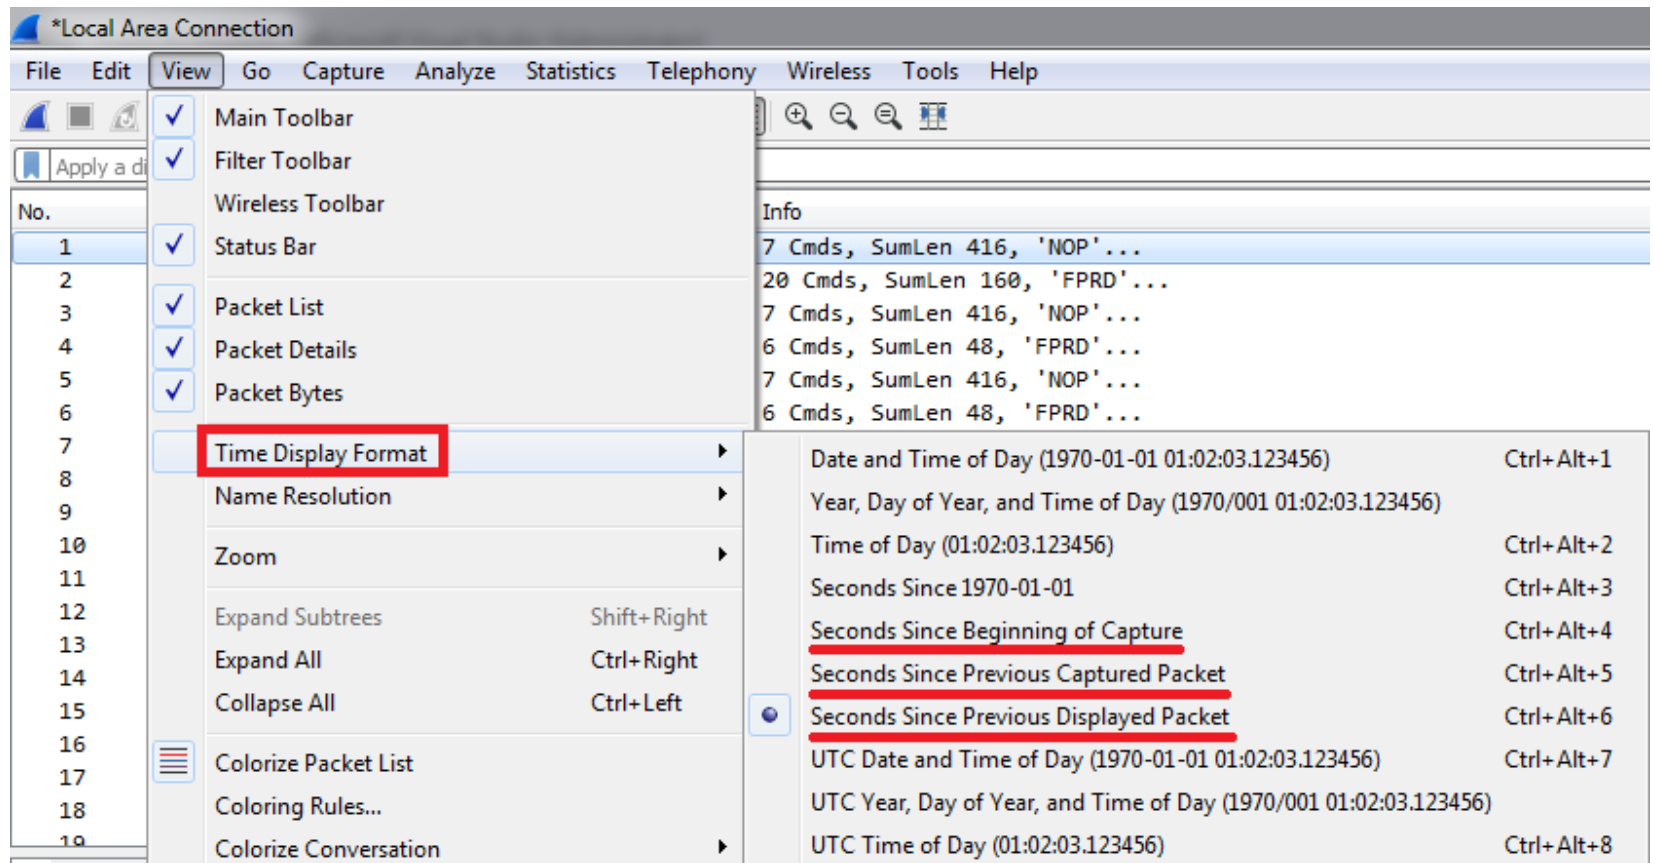 *Local Area Connection
File Edit View Go Capture Analyze Statistics Telephony Wireless Tools Help
Apply a di
No.
Info
1
7 Cmds, SumLen 416, 'NOP'...
2
20 Cmds, SumLen 160, 'FPRD'...
3
7 Cmds, SumLen 416, 'NOP'...
4
6 Cmds, SumLen 48, 'FPRD'...
5
7 Cmds, SumLen 416, 'NOP'...
6
6 Cmds, SumLen 48, 'FPRD'...
7
8
9
10
11
12
13
14
15
16
17
18
19
Main Toolbar
Filter Toolbar
Wireless Toolbar
Status Bar
Packet List
Packet Details
Packet Bytes
Time Display Format
Name Resolution
Zoom
Expand Subtrees Shift+Right
Expand All Ctrl+Right
Collapse All Ctrl+Left
Colorize Packet List
Coloring Rules...
Colorize Conversation
Date and Time of Day (1970-01-01 01:02:03.123456) Ctrl+Alt+1
Year, Day of Year, and Time of Day (1970/001 01:02:03.123456)
Time of Day (01:02:03.123456) Ctrl+Alt+2
Seconds Since 1970-01-01 Ctrl+Alt+3
Seconds Since Beginning of Capture Ctrl+Alt+4
Seconds Since Previous Captured Packet Ctrl+Alt+5
Seconds Since Previous Displayed Packet Ctrl+Alt+6
UTC Date and Time of Day (1970-01-01 01:02:03.123456) Ctrl+Alt+7
UTC Year, Day of Year, and Time of Day (1970/001 01:02:03.123456)
UTC Time of Day (01:02:03.123456) Ctrl+Alt+8